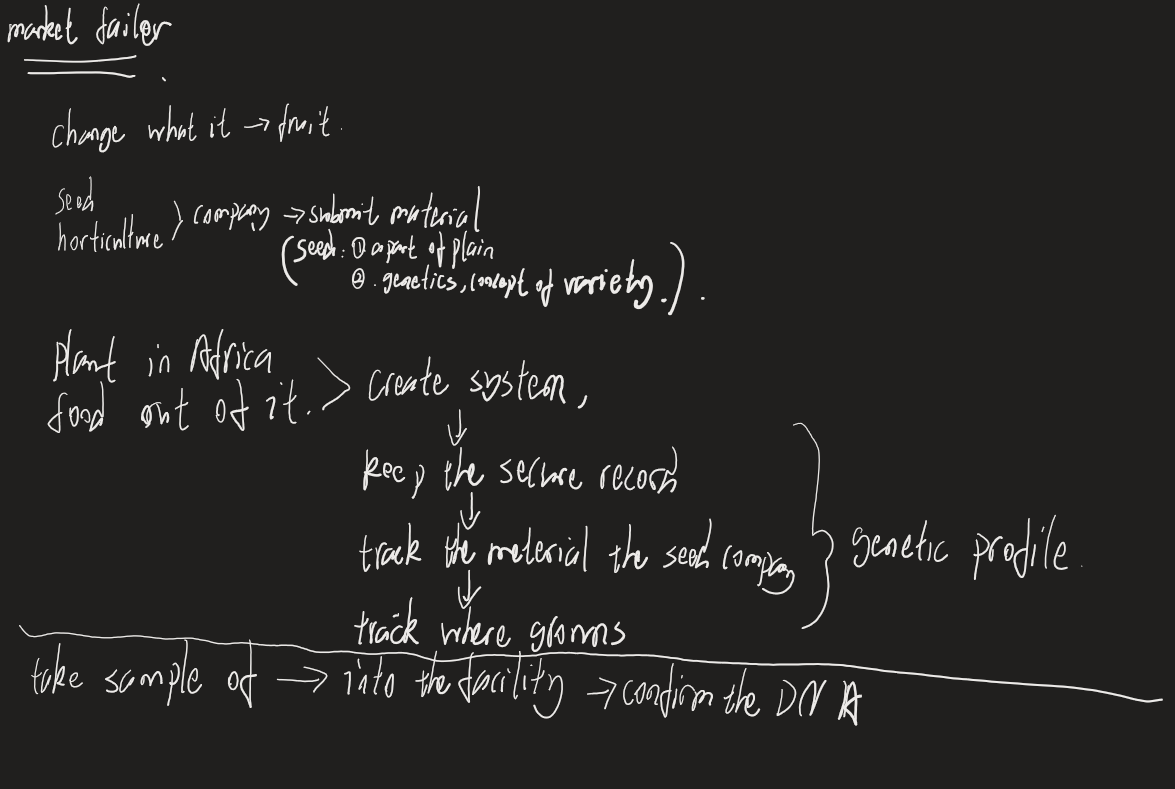 market failer
change what it → fruit.
seed
horticulture } company → submit material
(seed: ① a part of plain
② . genetics, concept of variety.).
Plant in Africa
food out of it. > create system,
↓
keep the secure record
↓
track the meterial the seed company
↓
track where growns
} genetic profile.
take sample of → into the facility → confirm the DNA